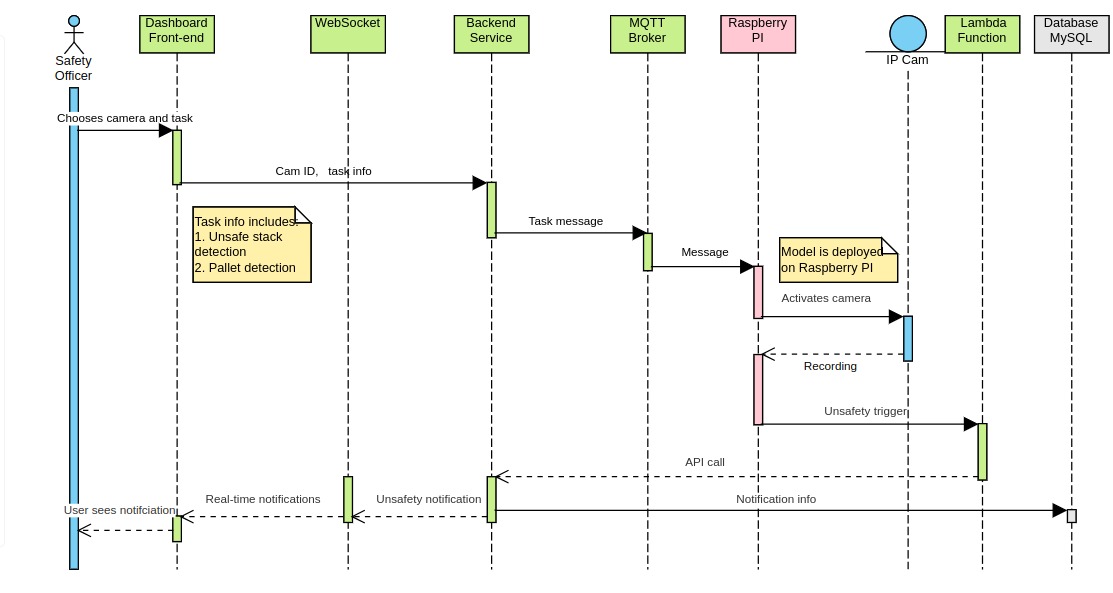 Dashboard
Front-end
WebSocket
Backend
Service
MQTT
Broker
Raspberry
PI
Lambda
Function
Database
MySQL
Safety
Officer
IP Cam
Chooses camera and task
Cam ID,   task info
Task info includes:
1. Unsafe stack
detection
2. Pallet detection
Task message
Message
Model is deployed
on Raspberry PI
Activates camera
Recording
Unsafety trigger
API call
Real-time notifications
Unsafety notification
Notification info
User sees notifciation